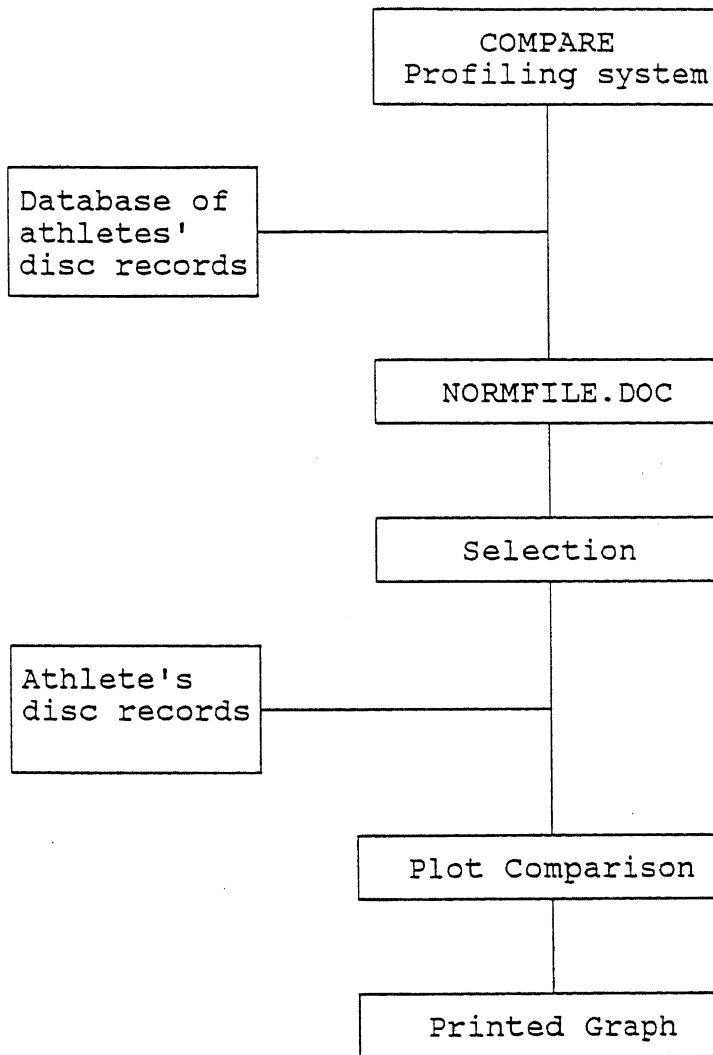 COMPARE
Profiling system
Database of
athletes'
disc records
NORMFILE.DOC
Selection
Athlete's
disc records
Plot Comparison
Printed Graph